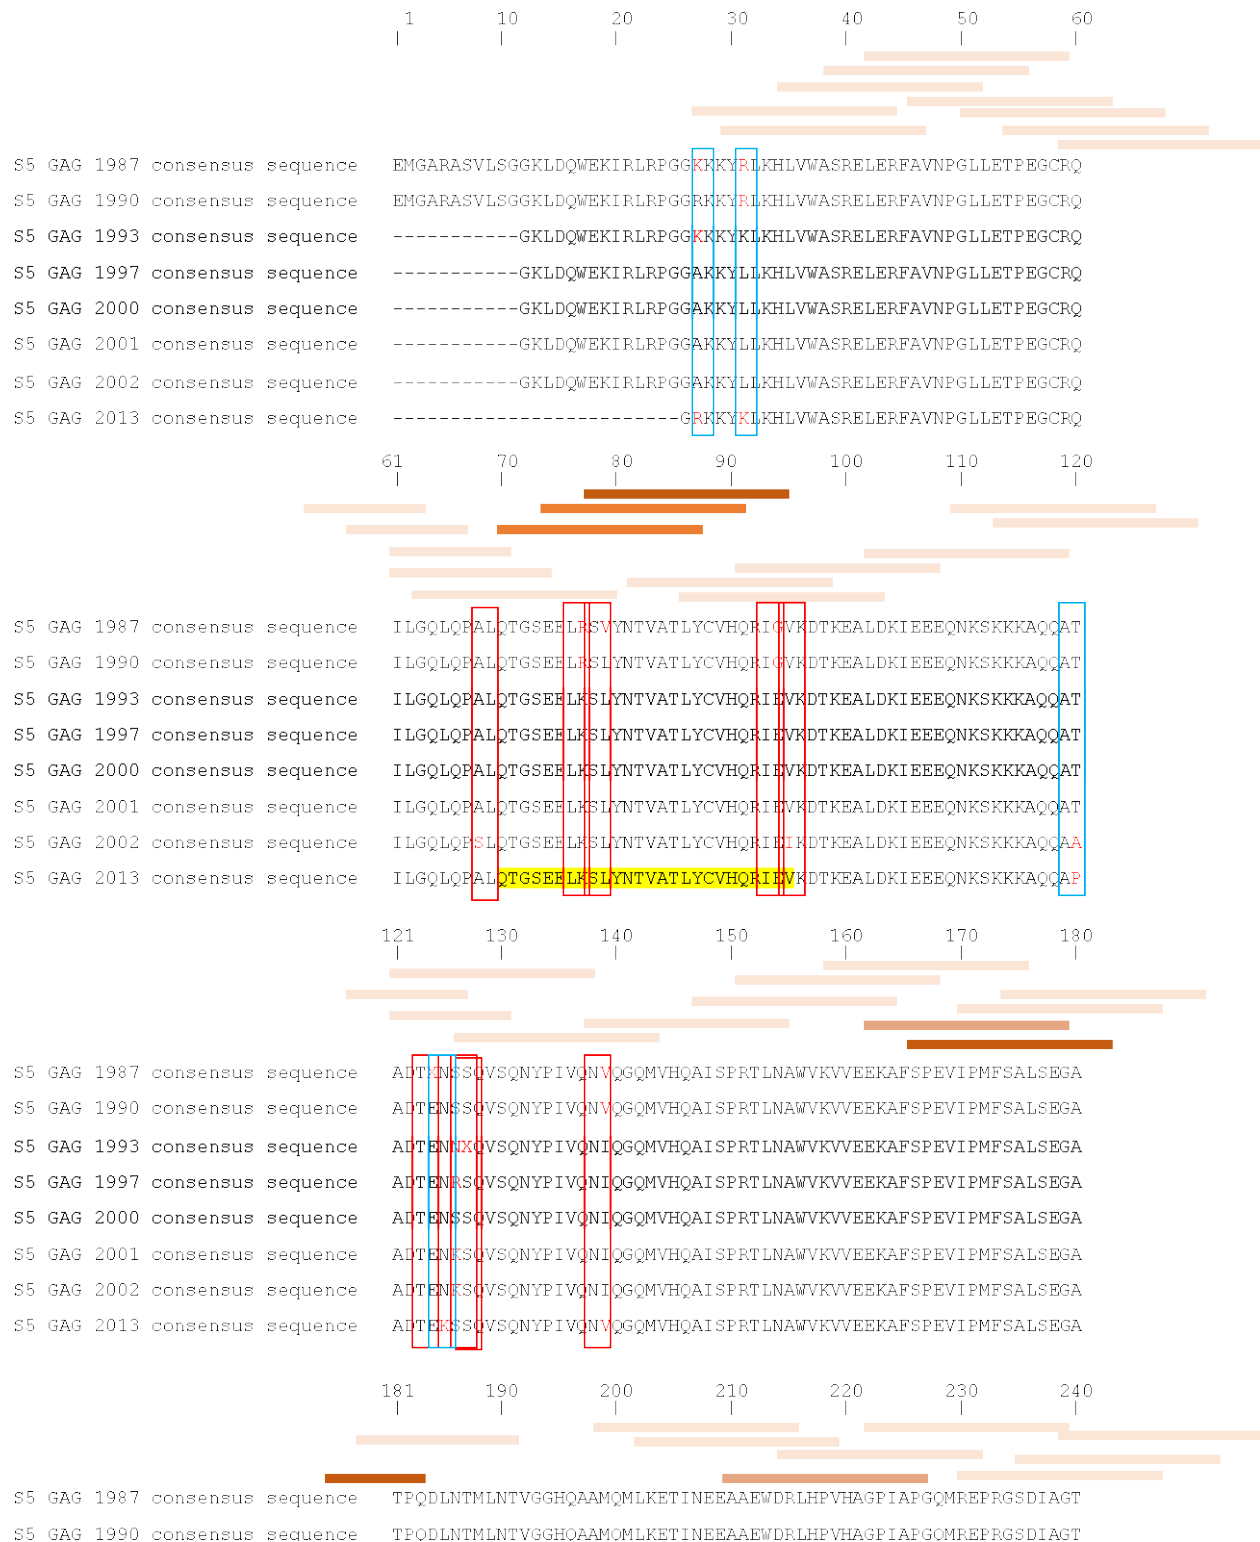 1 10 20 30 40 50 60
S5 GAG 1987 consensus sequence EMGARASVLSGGKLDQWEKIRLRPGGKKKYRLKHLVWASRELERFAVNPGLLETPEGCRQ
S5 GAG 1990 consensus sequence EMGARASVLSGGKLDQWEKIRLRPGGRKKYRLKHLVWASRELERFAVNPGLLETPEGCRQ
S5 GAG 1993 consensus sequence -----------GKLDQWEKIRLRPGGKKKYKLKHLVWASRELERFAVNPGLLETPEGCRQ
S5 GAG 1997 consensus sequence -----------GKLDQWEKIRLRPGGAKKYLLKHLVWASRELERFAVNPGLLETPEGCRQ
S5 GAG 2000 consensus sequence -----------GKLDQWEKIRLRPGGAKKYLLKHLVWASRELERFAVNPGLLETPEGCRQ
S5 GAG 2001 consensus sequence -----------GKLDQWEKIRLRPGGAKKYLLKHLVWASRELERFAVNPGLLETPEGCRQ
S5 GAG 2002 consensus sequence -----------GKLDQWEKIRLRPGGAKKYLLKHLVWASRELERFAVNPGLLETPEGCRQ
S5 GAG 2013 consensus sequence -------------------------GRKKYKLKHLVWASRELERFAVNPGLLETPEGCRQ
61 70 80 90 100 110 120
S5 GAG 1987 consensus sequence ILGQLQPALQTGSEELRSVYNTVATLYCVHQRIGVKDTKEALDKIEEEQNKSKKKAQQAT
S5 GAG 1990 consensus sequence ILGQLQPALQTGSEELRSLYNTVATLYCVHQRIGVKDTKEALDKIEEEQNKSKKKAQQAT
S5 GAG 1993 consensus sequence ILGQLQPALQTGSEELKSLYNTVATLYCVHQRIEVKDTKEALDKIEEEQNKSKKKAQQAT
S5 GAG 1997 consensus sequence ILGQLQPALQTGSEELKSLYNTVATLYCVHQRIEVKDTKEALDKIEEEQNKSKKKAQQAT
S5 GAG 2000 consensus sequence ILGQLQPALQTGSEELKSLYNTVATLYCVHQRIEVKDTKEALDKIEEEQNKSKKKAQQAT
S5 GAG 2001 consensus sequence ILGQLQPALQTGSEELKSLYNTVATLYCVHQRIEVKDTKEALDKIEEEQNKSKKKAQQAT
S5 GAG 2002 consensus sequence ILGQLQPSLQTGSEELKSLYNTVATLYCVHQRIEIKDTKEALDKIEEEQNKSKKKAQQAA
S5 GAG 2013 consensus sequence ILGQLQPALQTGSEELKSLYNTVATLYCVHQRIEVKDTKEALDKIEEEQNKSKKKAQQAP
121 130 140 150 160 170 180
S5 GAG 1987 consensus sequence ADTKNSSQVSQNYPIVQNVQGQMVHQAISPRTLNAWVKVVEEKAFSPEVIPMFSALSEGA
S5 GAG 1990 consensus sequence ADTENSSQVSQNYPIVQNVQGQMVHQAISPRTLNAWVKVVEEKAFSPEVIPMFSALSEGA
S5 GAG 1993 consensus sequence ADTENNXQVSQNYPIVQNIQGQMVHQAISPRTLNAWVKVVEEKAFSPEVIPMFSALSEGA
S5 GAG 1997 consensus sequence ADTENRSQVSQNYPIVQNIQGQMVHQAISPRTLNAWVKVVEEKAFSPEVIPMFSALSEGA
S5 GAG 2000 consensus sequence ADTENSSQVSQNYPIVQNIQGQMVHQAISPRTLNAWVKVVEEKAFSPEVIPMFSALSEGA
S5 GAG 2001 consensus sequence ADTENKSQVSQNYPIVQNIQGQMVHQAISPRTLNAWVKVVEEKAFSPEVIPMFSALSEGA
S5 GAG 2002 consensus sequence ADTENKSQVSQNYPIVQNIQGQMVHQAISPRTLNAWVKVVEEKAFSPEVIPMFSALSEGA
S5 GAG 2013 consensus sequence ADTEKSSQVSQNYPIVQNVQGQMVHQAISPRTLNAWVKVVEEKAFSPEVIPMFSALSEGA
181 190 200 210 220 230 240
S5 GAG 1987 consensus sequence TPQDLNTMLNTVGGHQAAMQMLKETINEEAAEWDRLHPVHAGPIAPGQMREPRGSDIAGT
S5 GAG 1990 consensus sequence TPQDLNTMLNTVGGHQAAMQMLKETINEEAAEWDRLHPVHAGPIAPGQMREPRGSDIAGT